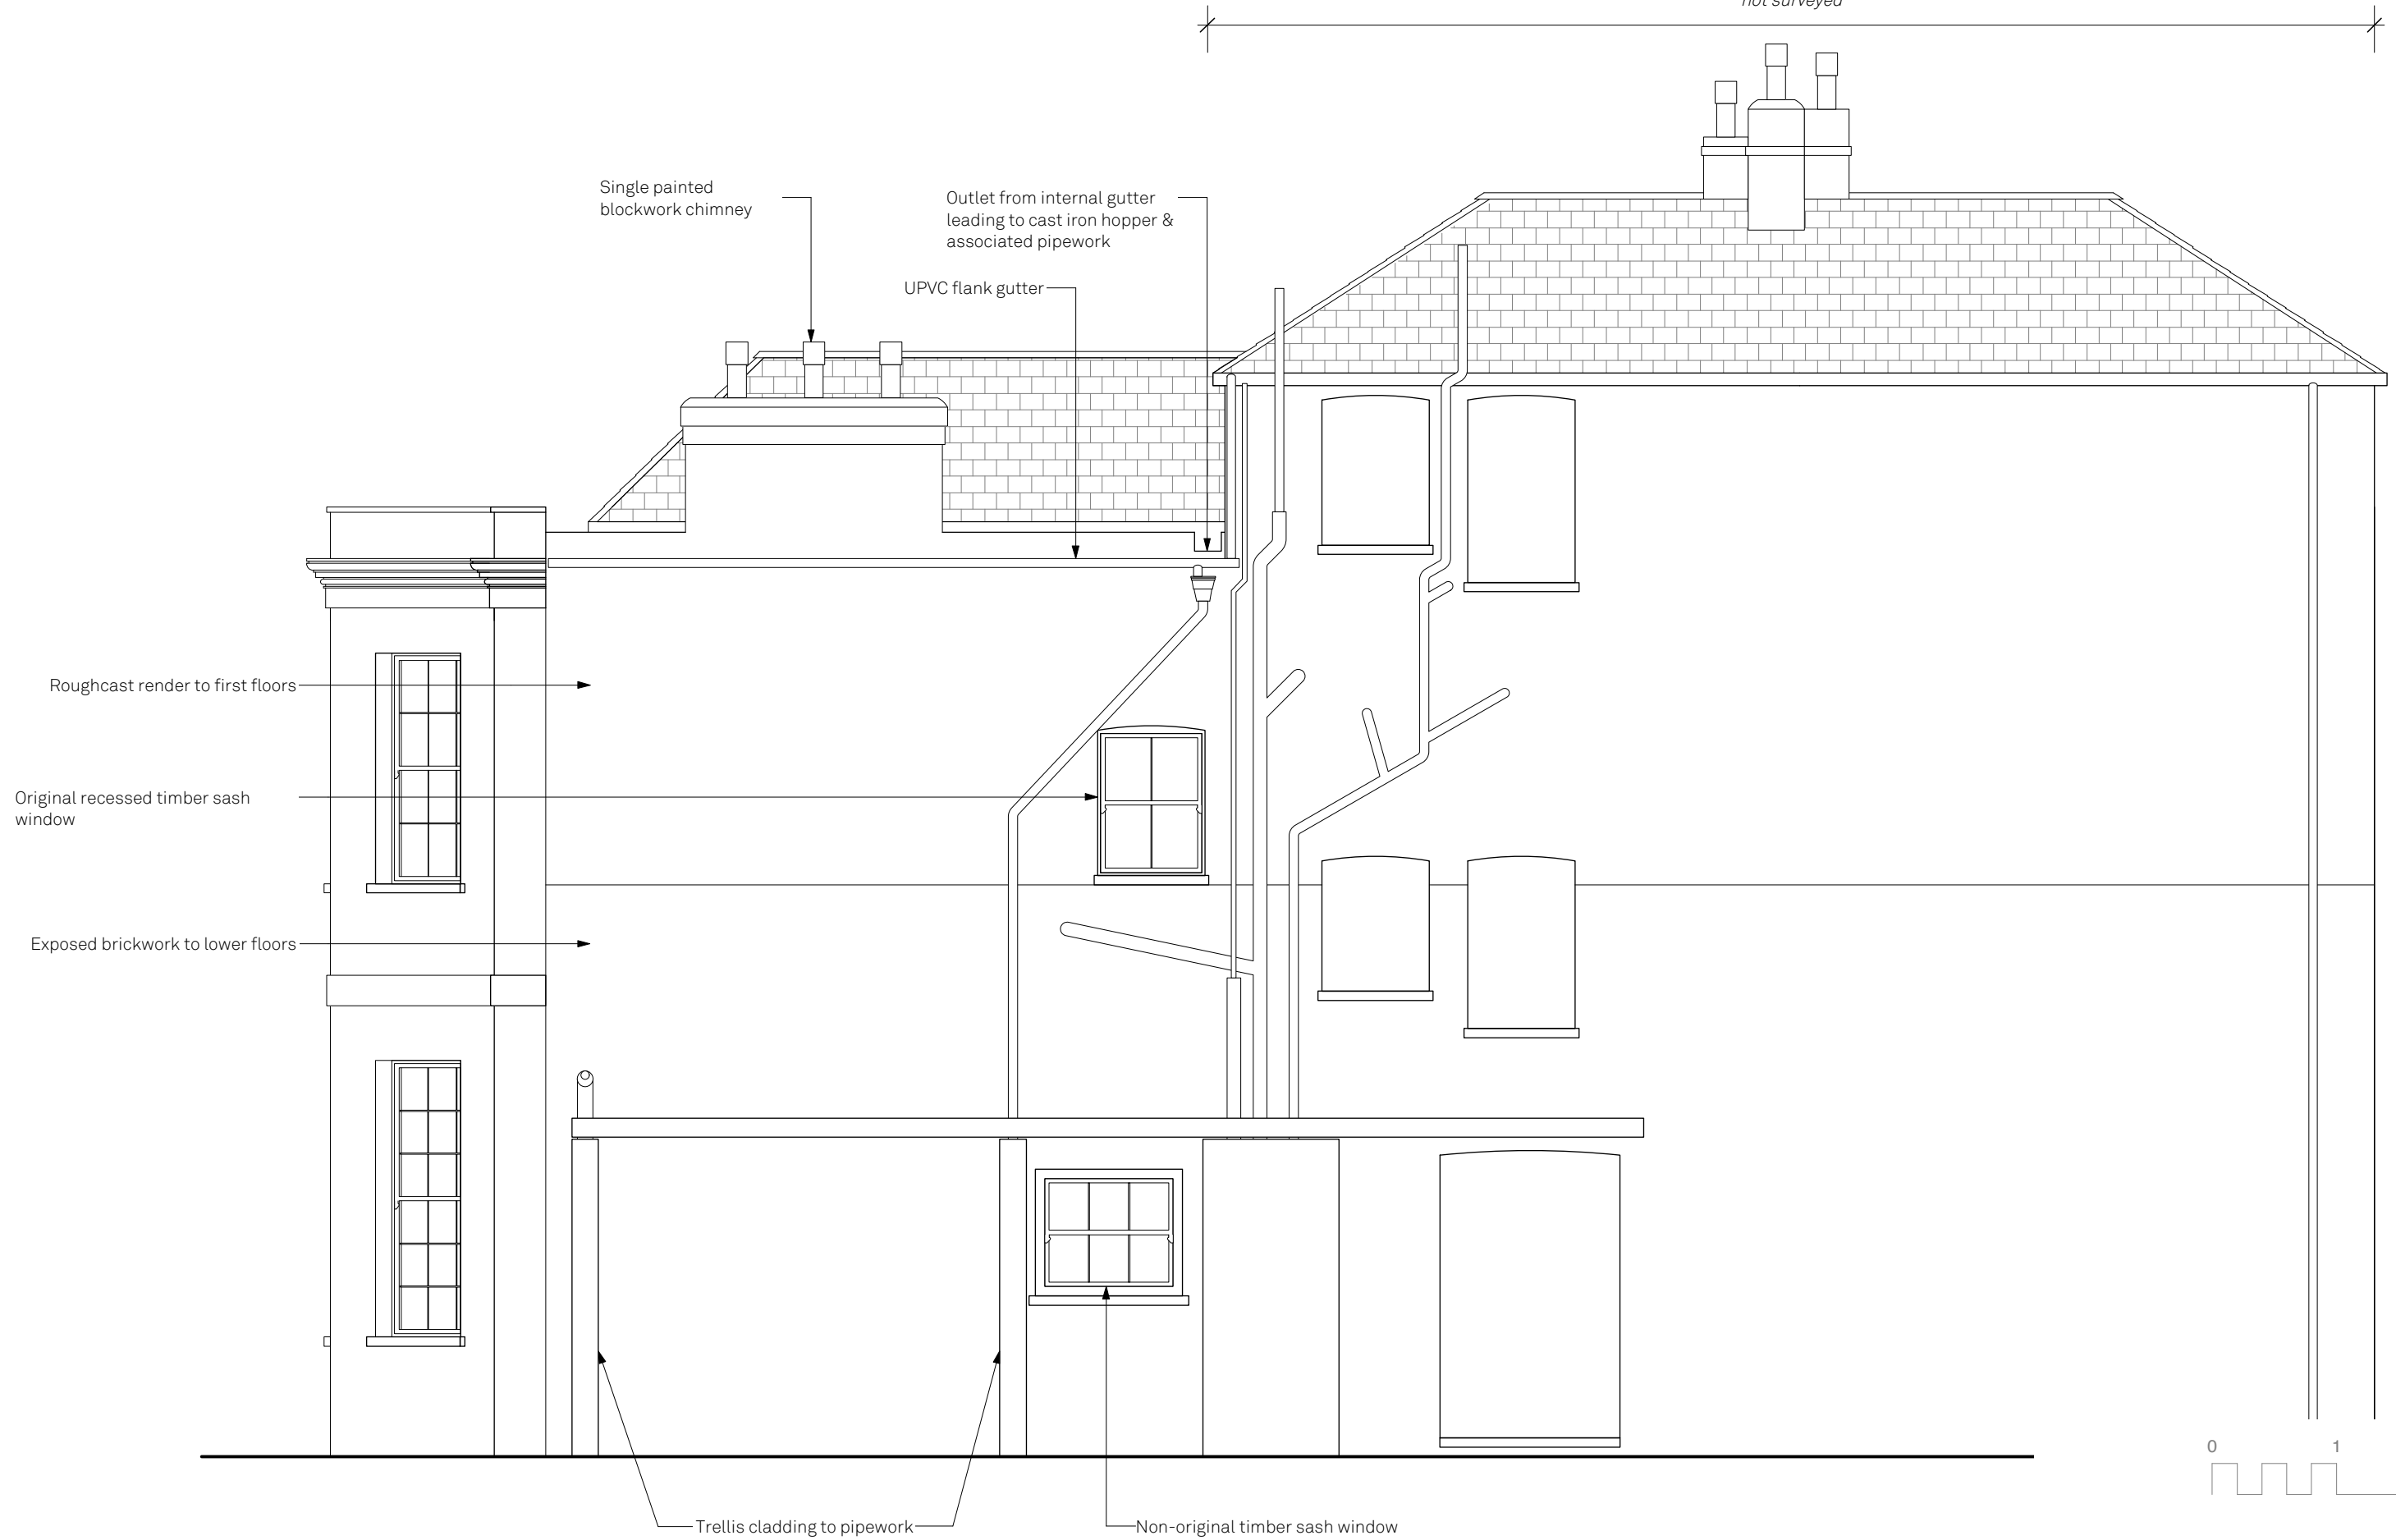 not surveyed
Single painted
blockwork chimney
Outlet from internal gutter
leading to cast iron hopper &
associated pipework
UPVC flank gutter
Roughcast render to first floors
Original recessed timber sash
window
Exposed brickwork to lower floors
0 1
Trellis cladding to pipework
Non-original timber sash window